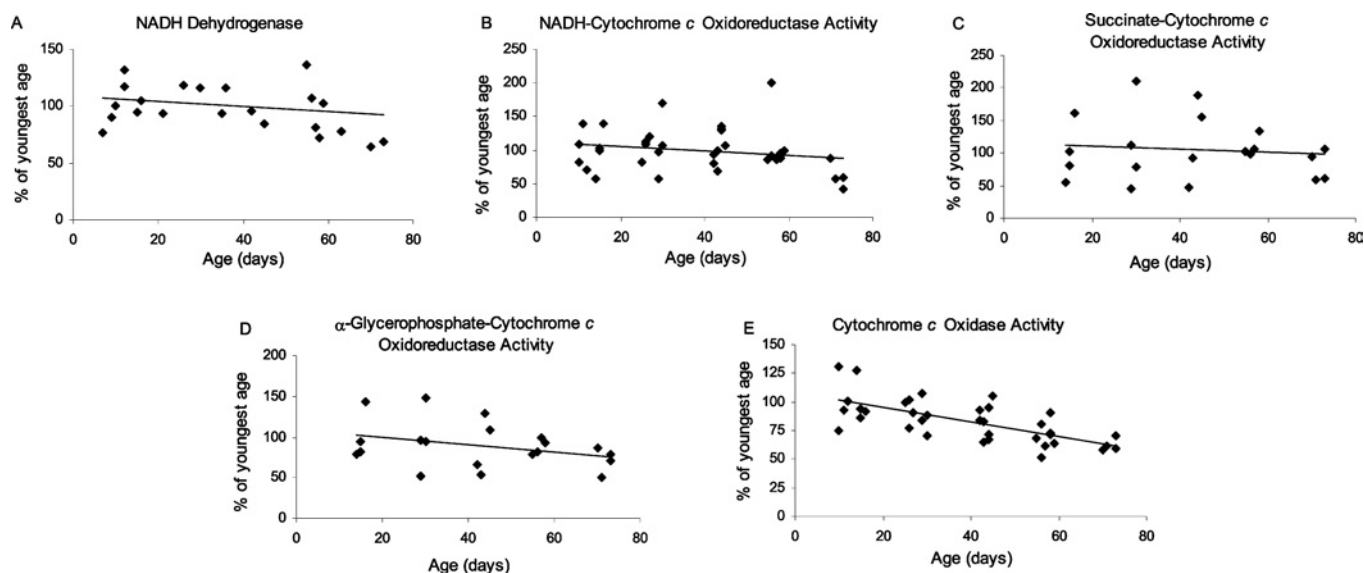 A
NADH Dehydrogenase
150
100
50
0
0 20 40 60 80
Age (days)
% of youngest age
B
NADH-Cytochrome c Oxidoreductase Activity
250
200
150
100
50
0
0 20 40 60 80
Age (days)
% of youngest age
C
Succinate-Cytochrome c
Oxidoreductase Activity
250
200
150
100
50
0
0 20 40 60 80
Age (days)
% of youngest age
D
α-Glycerophosphate-Cytochrome c
Oxidoreductase Activity
200
150
100
50
0
0 20 40 60 80
Age (days)
% of youngest age
E
Cytochrome c Oxidase Activity
150
125
100
75
50
25
0
0 20 40 60 80
Age (days)
% of youngest age